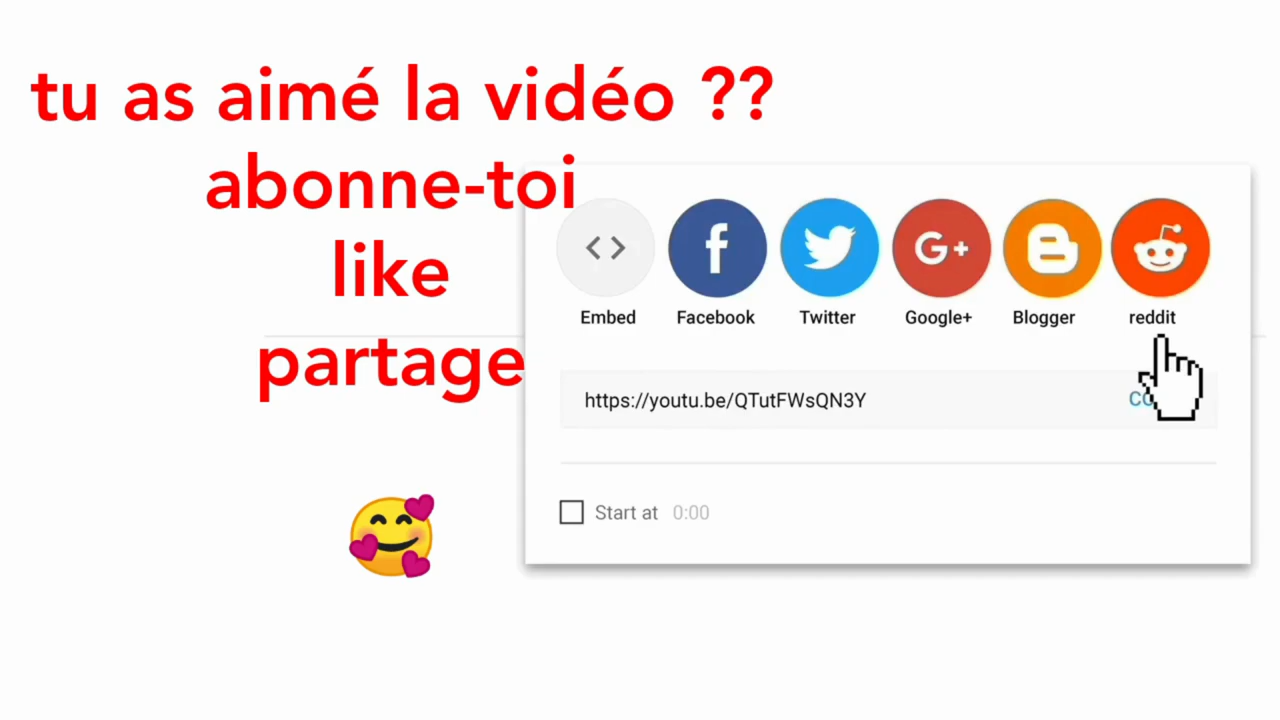 tu as aimé la vidéo ??
abonne-toi
like
partage
Embed Facebook Twitter Google+ Blogger reddit
https://youtu.be/QTutFWsQN3Y
Start at 0:00